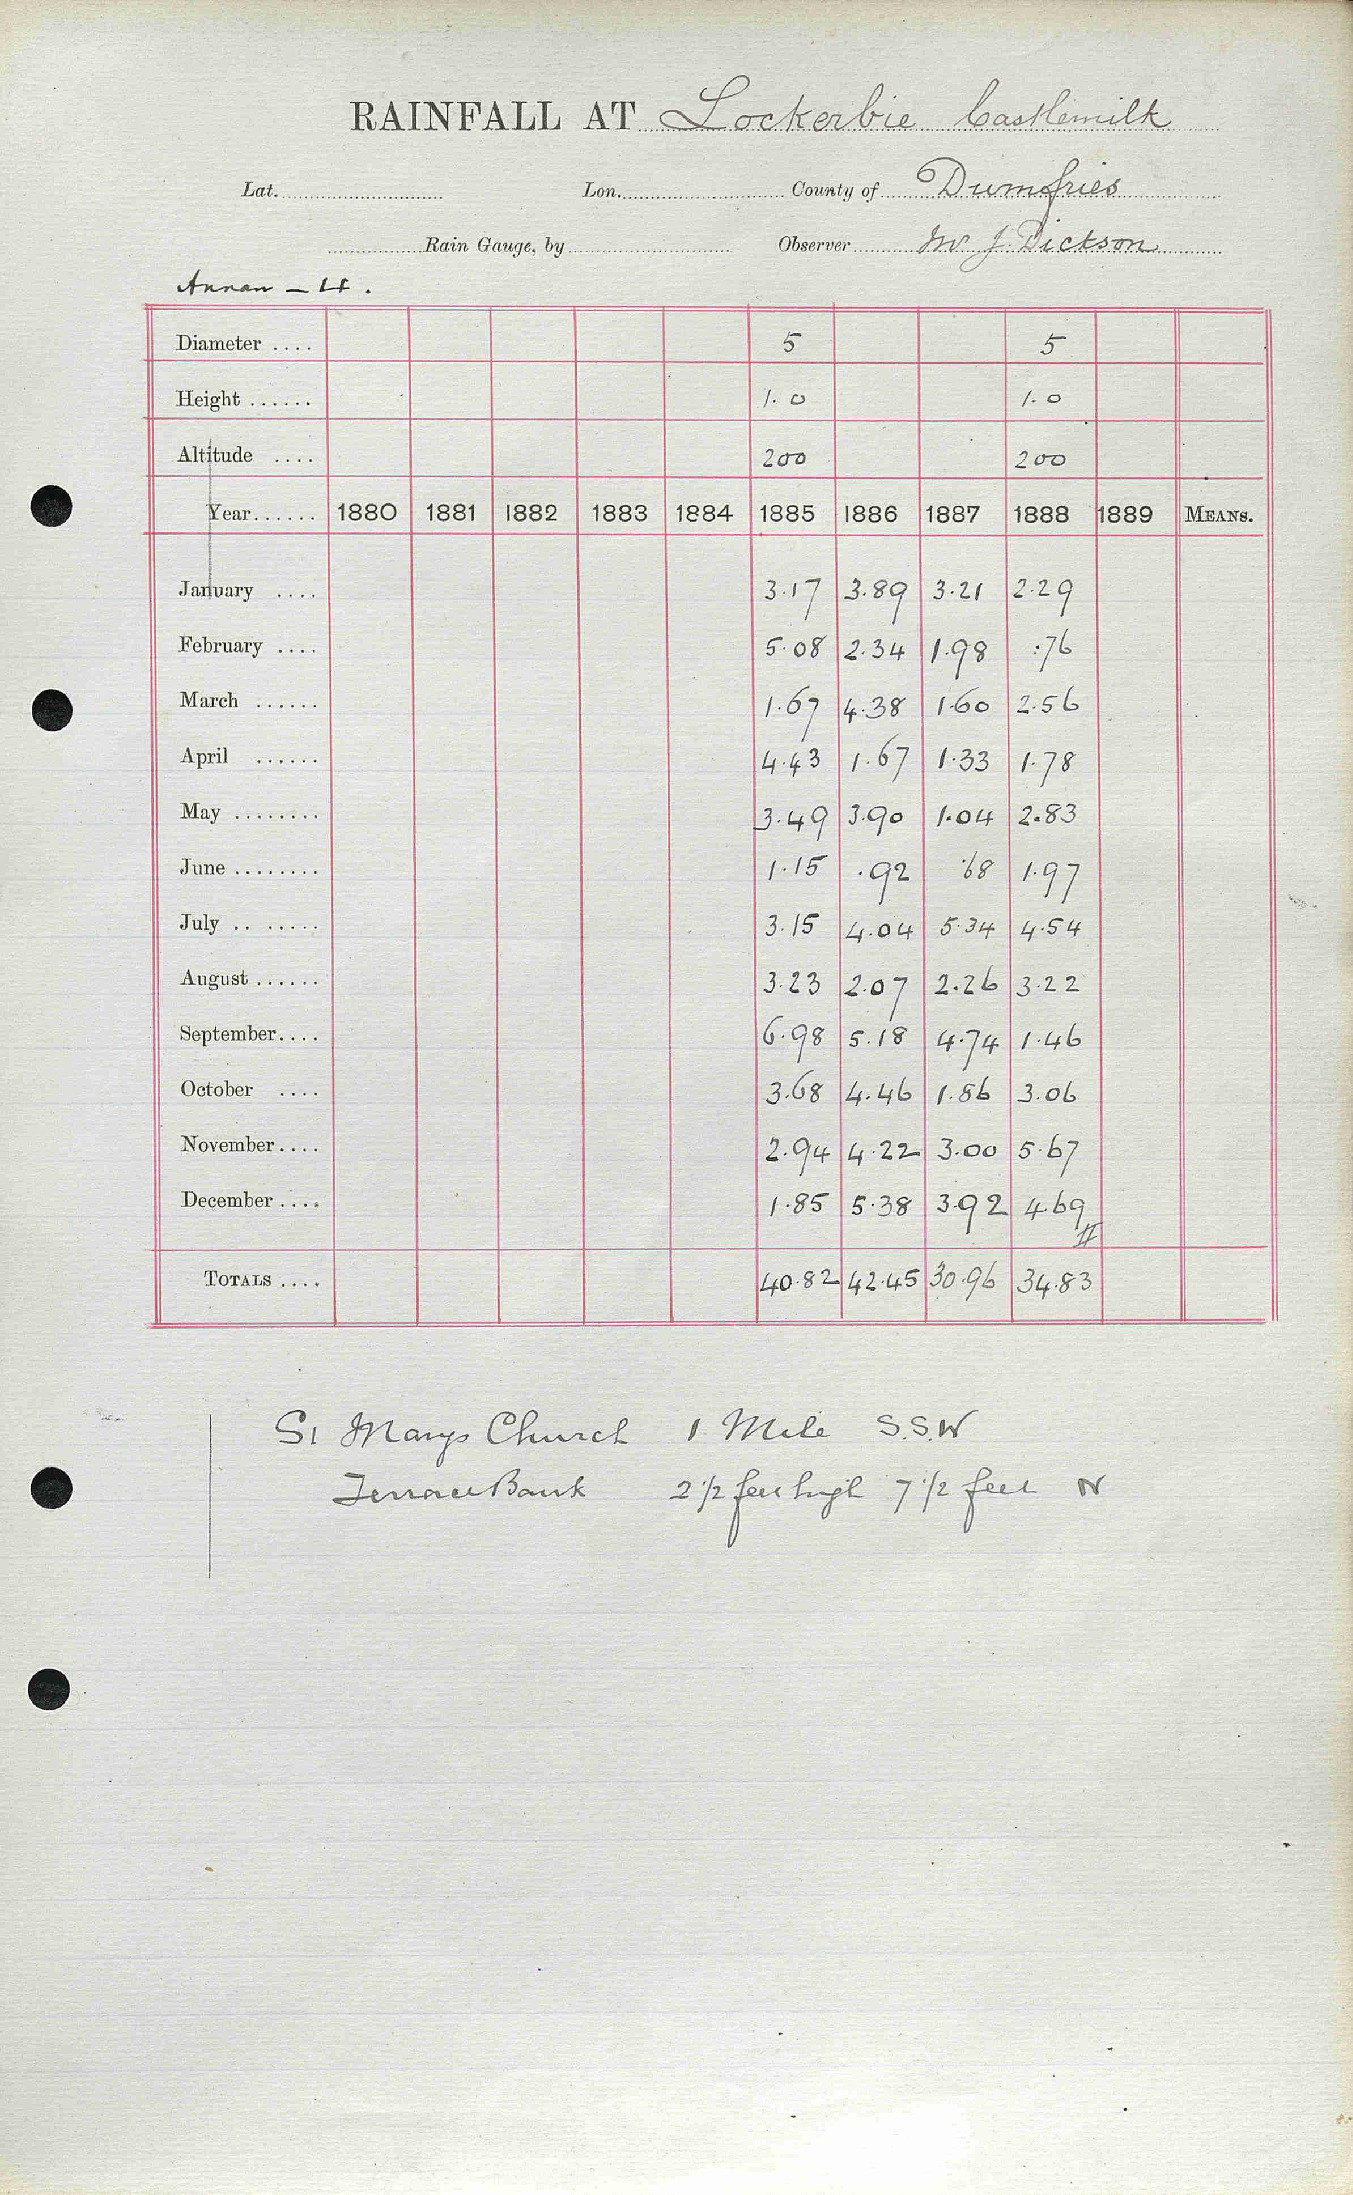 RAINFALL AT Lockerbie Castlemilk
Lat. Lon. County of Dumfries
Rain Gauge, by Observer Mr J. Dickson
Annan - 4.
Diameter .... 5 5
Height ...... 1.0 1.0
Altitude .... 200 200
Year...... 1880 1881 1882 1883 1884 1885 1886 1887 1888 1889 MEANS.
January .... 3.17 3.89 3.21 2.29
February .... 5.08 2.34 1.98 .76
March ...... 1.67 4.38 1.60 2.56
April ...... 4.43 1.67 1.33 1.78
May ........ 3.49 3.90 1.04 2.83
June ........ 1.15 .92 .68 1.97
July .. ...... 3.15 4.04 5.34 4.54
August ...... 3.23 2.07 2.26 3.22
September.... 6.98 5.18 4.74 1.46
October .... 3.68 4.46 1.86 3.06
November.... 2.94 4.22 3.00 5.67
December .... 1.85 5.38 3.92 4.69
II
TOTALS .... 40.82 42.45 30.96 34.83
St Marys Church 1 Mile S.S.W
Terrace Bank 2 1/2 feet high 7 1/2 feet N